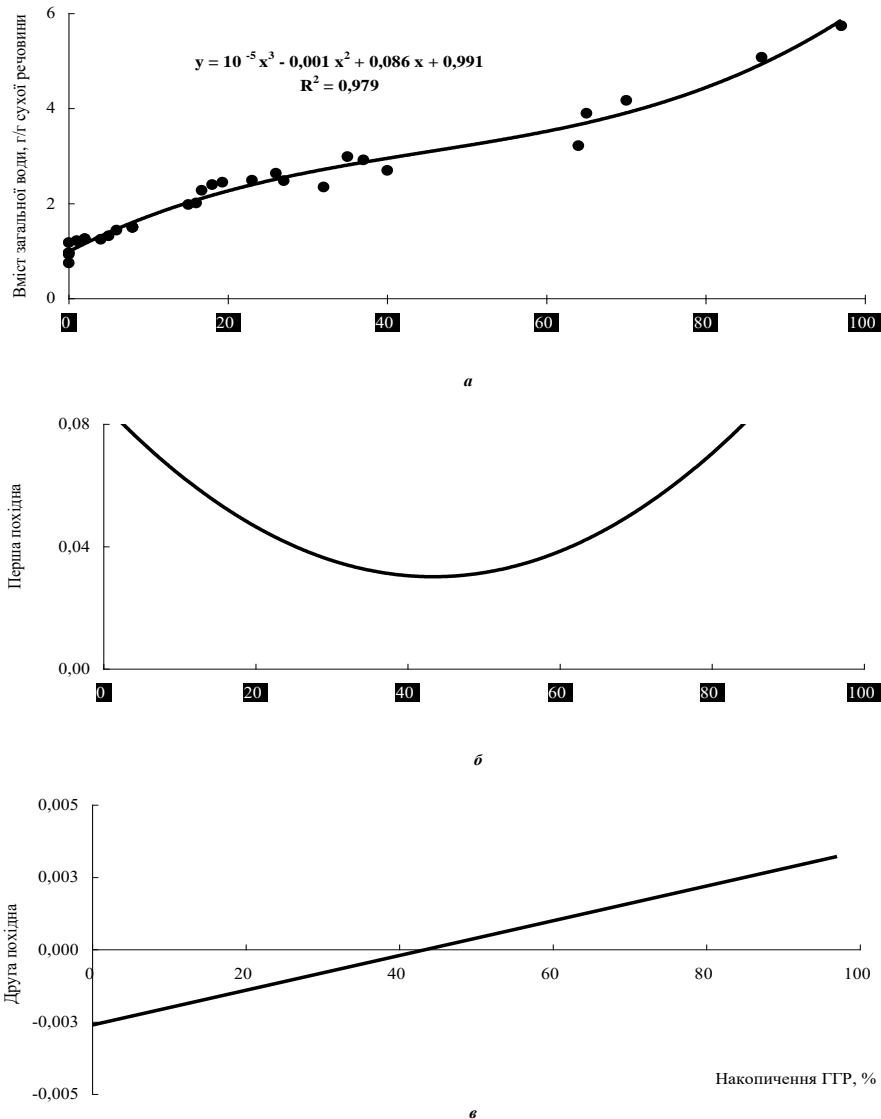 6
y = 10⁻⁵ x³ - 0,001 x² + 0,086 x + 0,991
R² = 0,979
4
2
0
Вміст загальної води, г/г сухої речовини
0 20 40 60 80 100
а
0,08
0,04
0,00
Перша похідна
0 20 40 60 80 100
б
0,005
0,003
0,000
-0,003
-0,005
Друга похідна
0 20 40 60 80 100
Накопичення ГГР, %
в